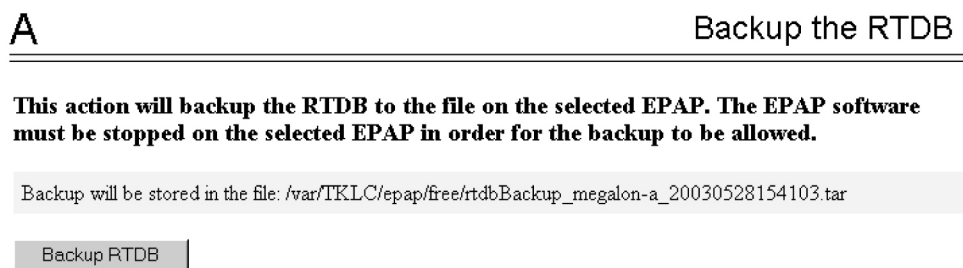 A Backup the RTDB
This action will backup the RTDB to the file on the selected EPAP. The EPAP software
must be stopped on the selected EPAP in order for the backup to be allowed.
Backup will be stored in the file: /var/TKLC/epap/free/rtdbBackup_megalon-a_20030528154103.tar
Backup RTDB